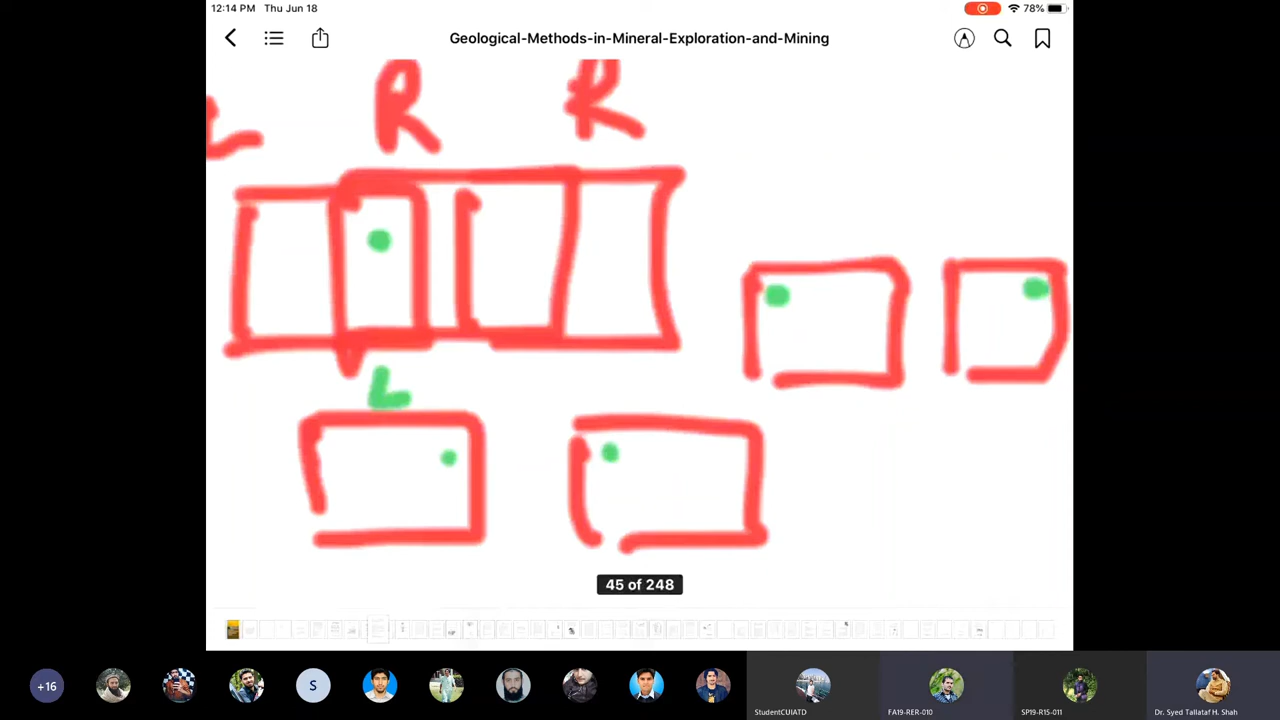 12:14 PM Thu Jun 18
78%
Geological-Methods-in-Mineral-Exploration-and-Mining
R R
L
45 of 248
+16
S
StudentCUIATD
FA19-RER-010
SP19-R15-011
Dr. Syed Tallataf H. Shah